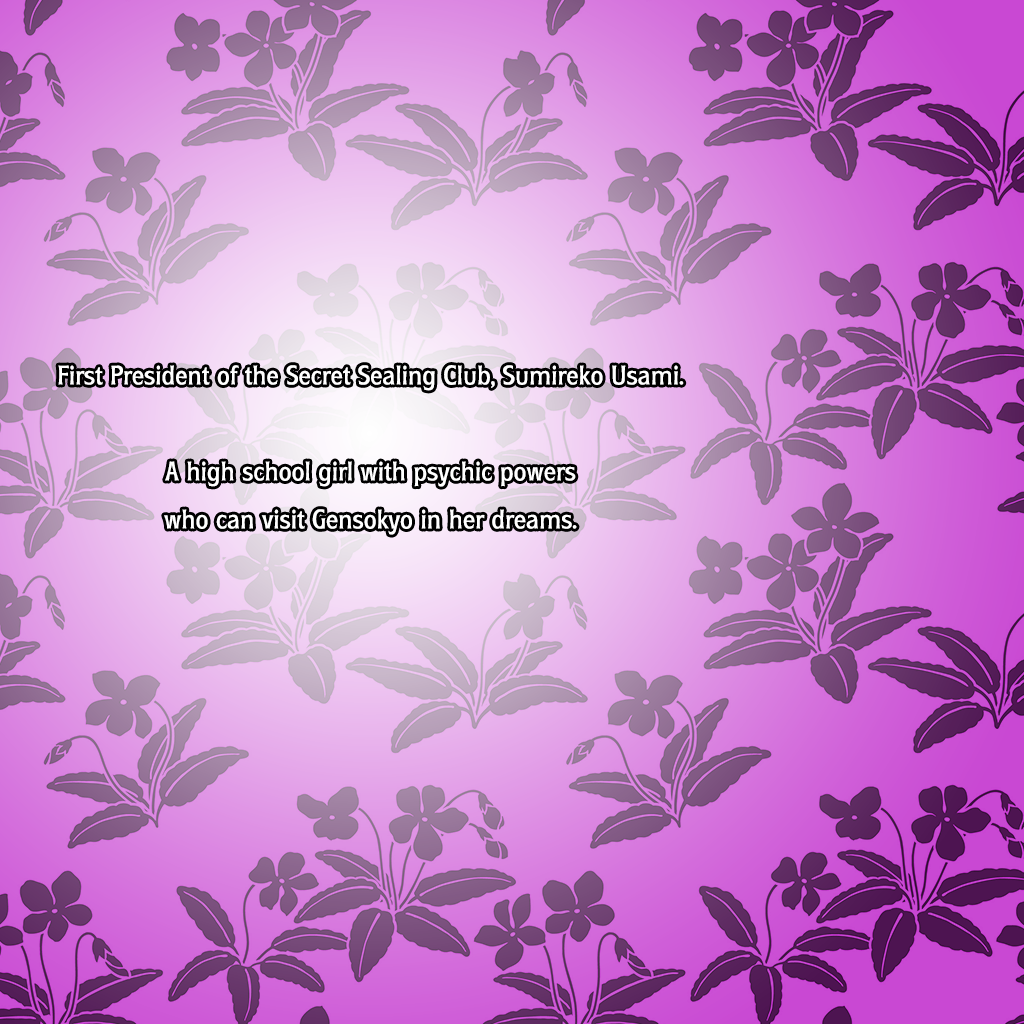 First President of the Secret Sealing Club, Sumireko Usami.
A high school girl with psychic powers
who can visit Gensokyo in her dreams.